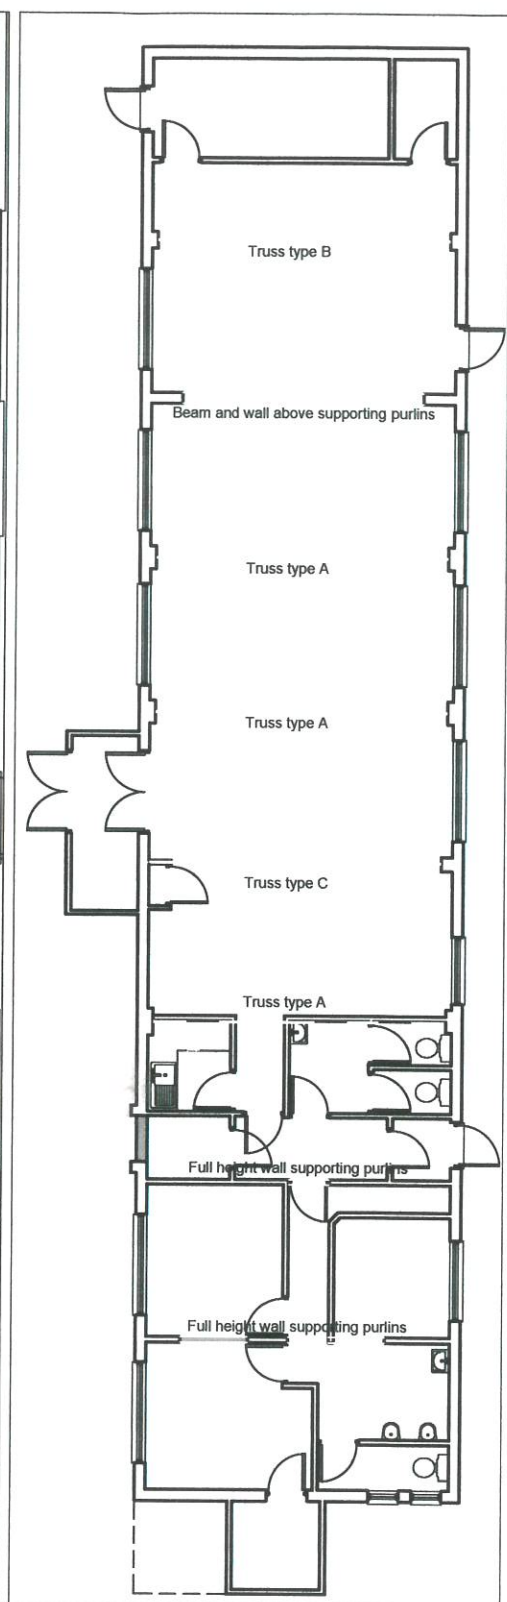 Truss type B
Beam and wall above supporting purlins
Truss type A
Truss type A
Truss type C
Truss type A
Full height wall supporting purlins
Full height wall supporting purlins